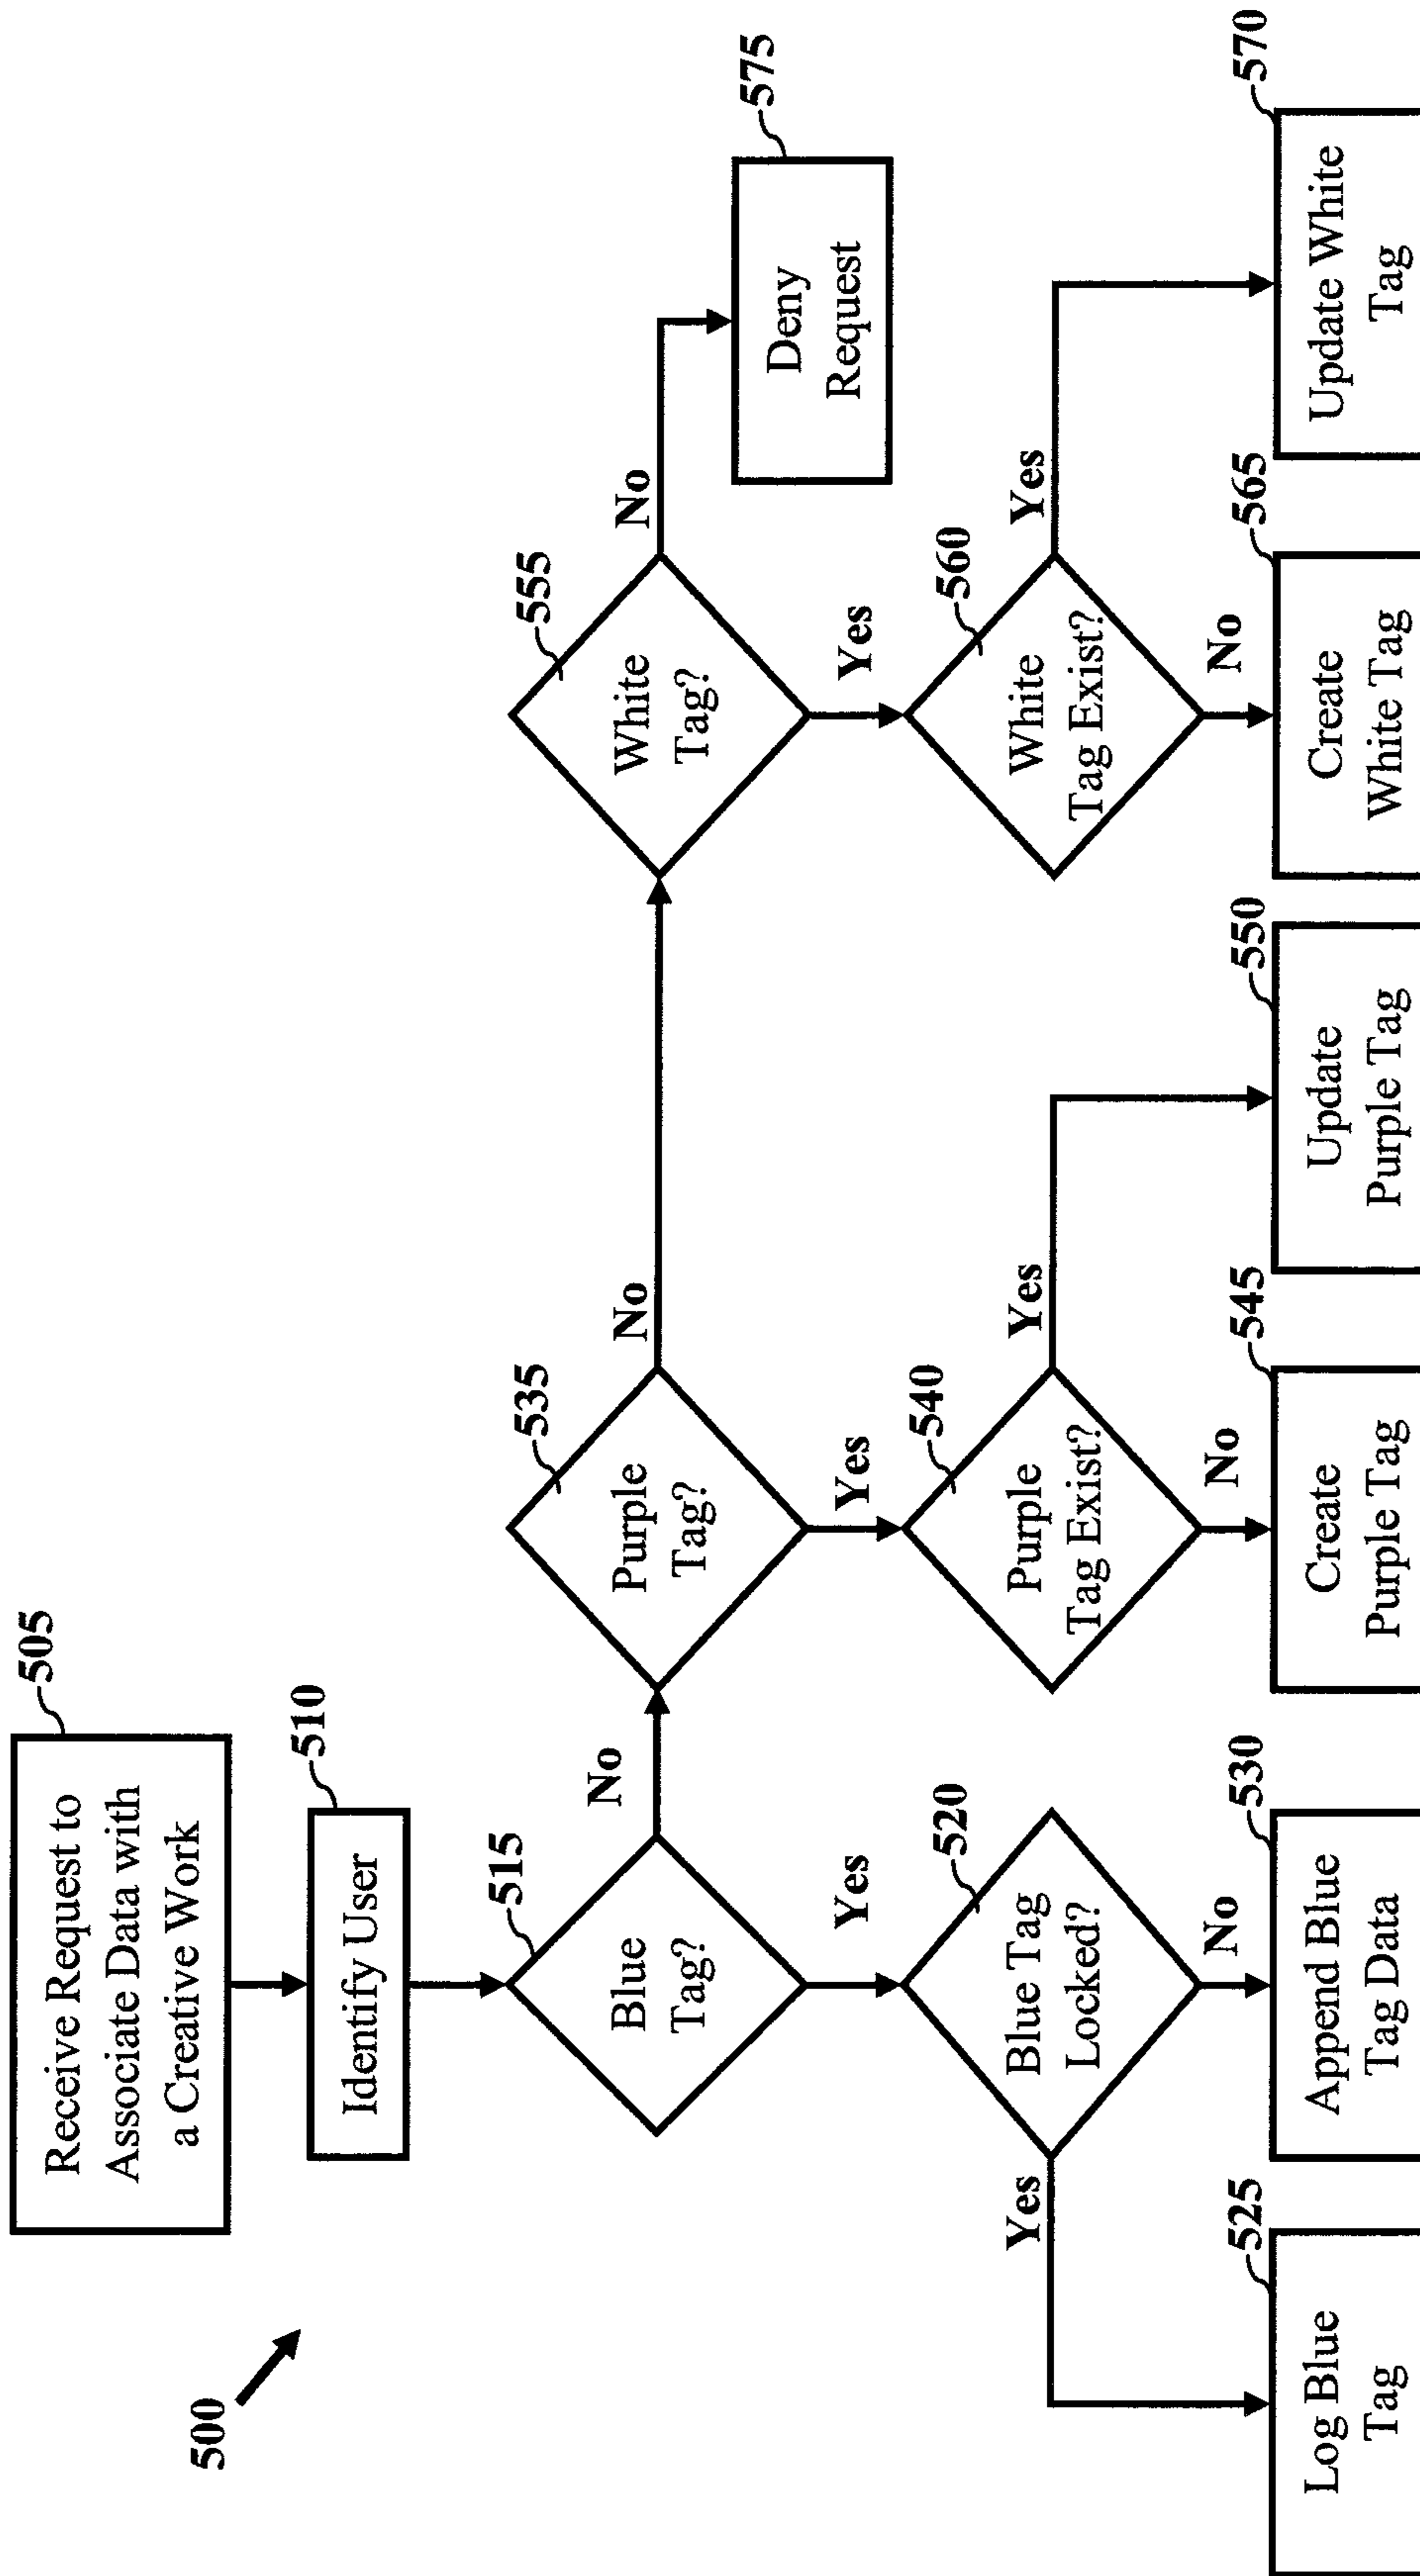 500
505
Receive Request to
Associate Data with
a Creative Work
510
Identify User
515
Blue
Tag?
No
Yes
520
Blue Tag
Locked?
Yes
No
525
Log Blue
Tag
530
Append Blue
Tag Data
535
Purple
Tag?
No
Yes
540
Purple
Tag Exist?
Yes
No
545
Create
Purple Tag
550
Update
Purple Tag
555
White
Tag?
No
Yes
575
Deny
Request
560
White
Tag Exist?
Yes
No
565
Create
White Tag
570
Update White
Tag